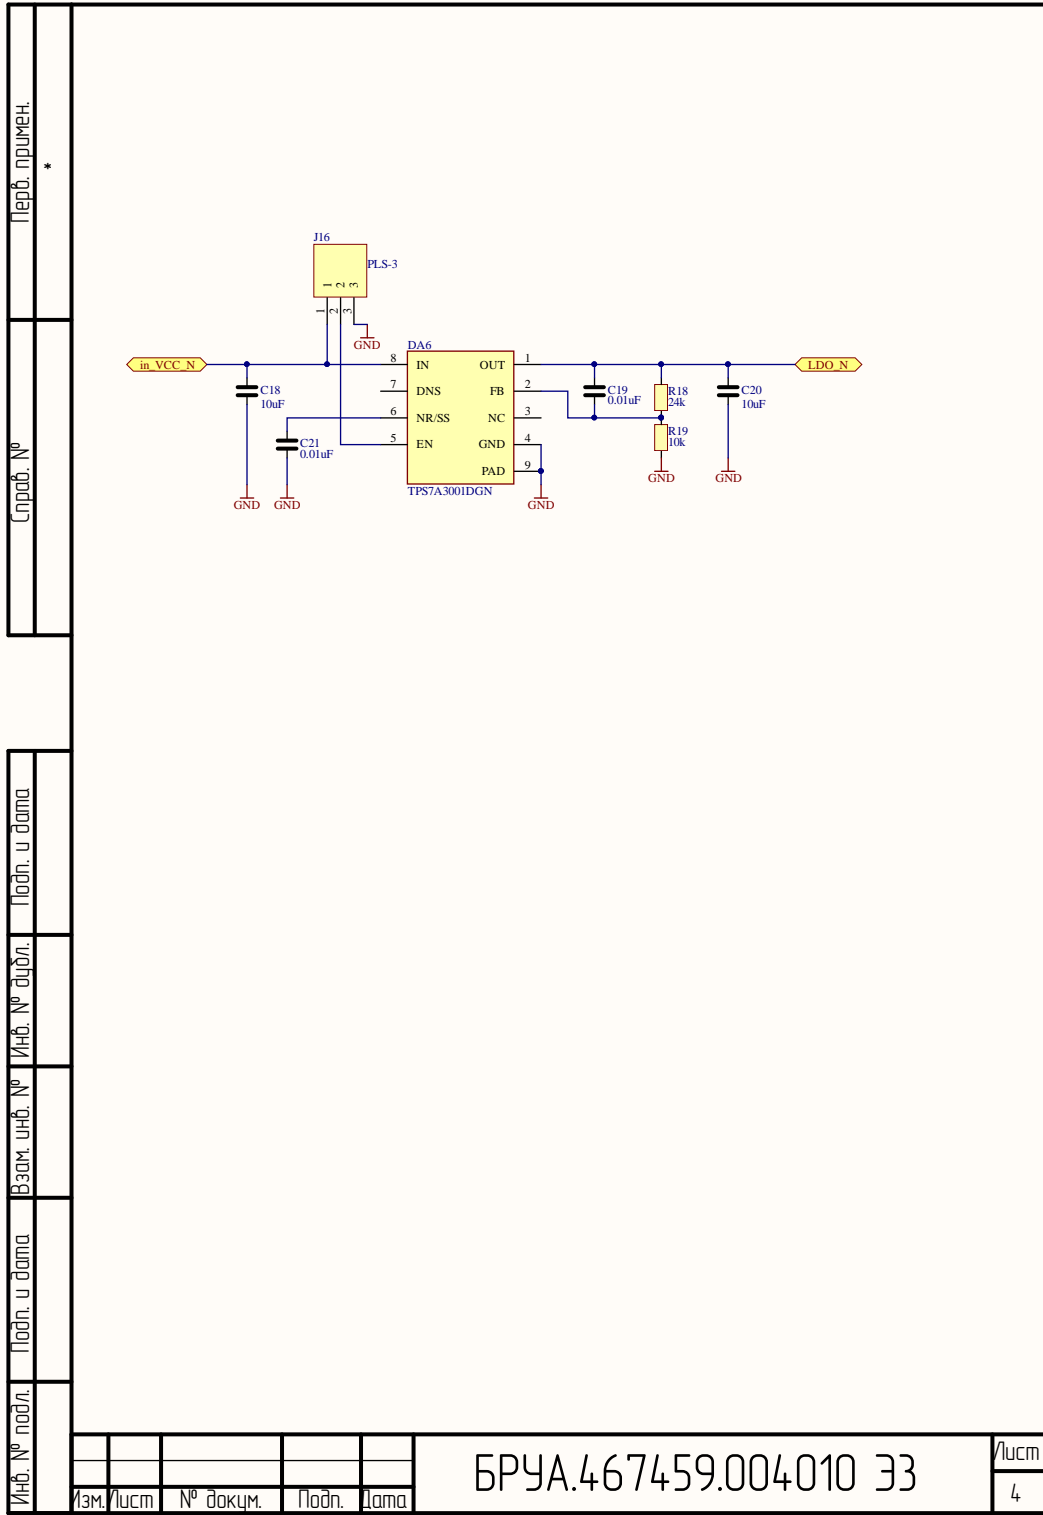 Перв. примен.
*
Справ. №
Подп. и дата
Инв. № дубл.
Взам. инв. №
Подп. и дата
Инв. № подл.
J16
PLS-3
1 2 3
1 2 3
GND
in_VCC_N
C18
10uF
C21
0.01uF
GND
GND
DA6
8 IN OUT 1
7 DNS FB 2
6 NR/SS NC 3
5 EN GND 4
PAD 9
TPS7A3001DGN
GND
C19
0.01uF
R18
24k
R19
10k
GND
C20
10uF
GND
LDO_N
Изм. Лист № докум. Подп. Дата
БРУА.467459.004010 Э3
Лист
4